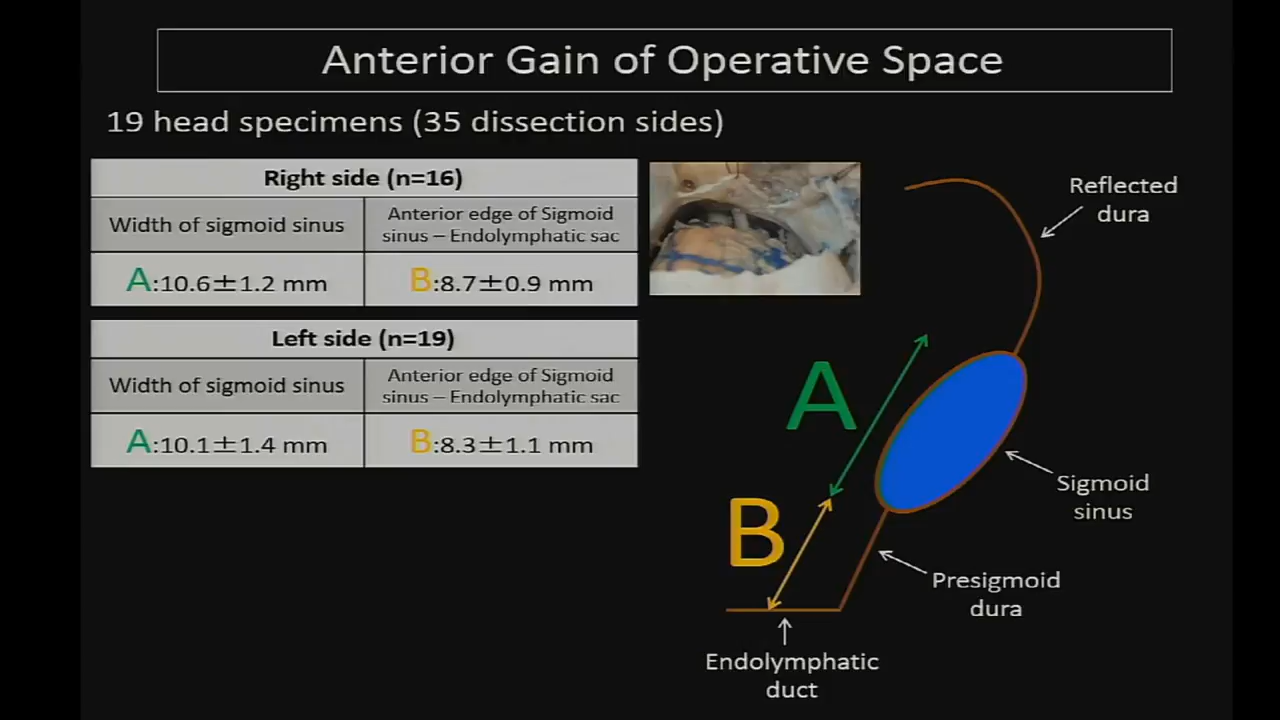 Anterior Gain of Operative Space
19 head specimens (35 dissection sides)
Right side (n=16)
Width of sigmoid sinus
Anterior edge of Sigmoid
sinus – Endolymphatic sac
A:10.6±1.2 mm
B:8.7±0.9 mm
Left side (n=19)
Width of sigmoid sinus
Anterior edge of Sigmoid
sinus – Endolymphatic sac
A:10.1±1.4 mm
B:8.3±1.1 mm
Reflected
dura
A
Sigmoid
sinus
B
Presigmoid
dura
Endolymphatic
duct